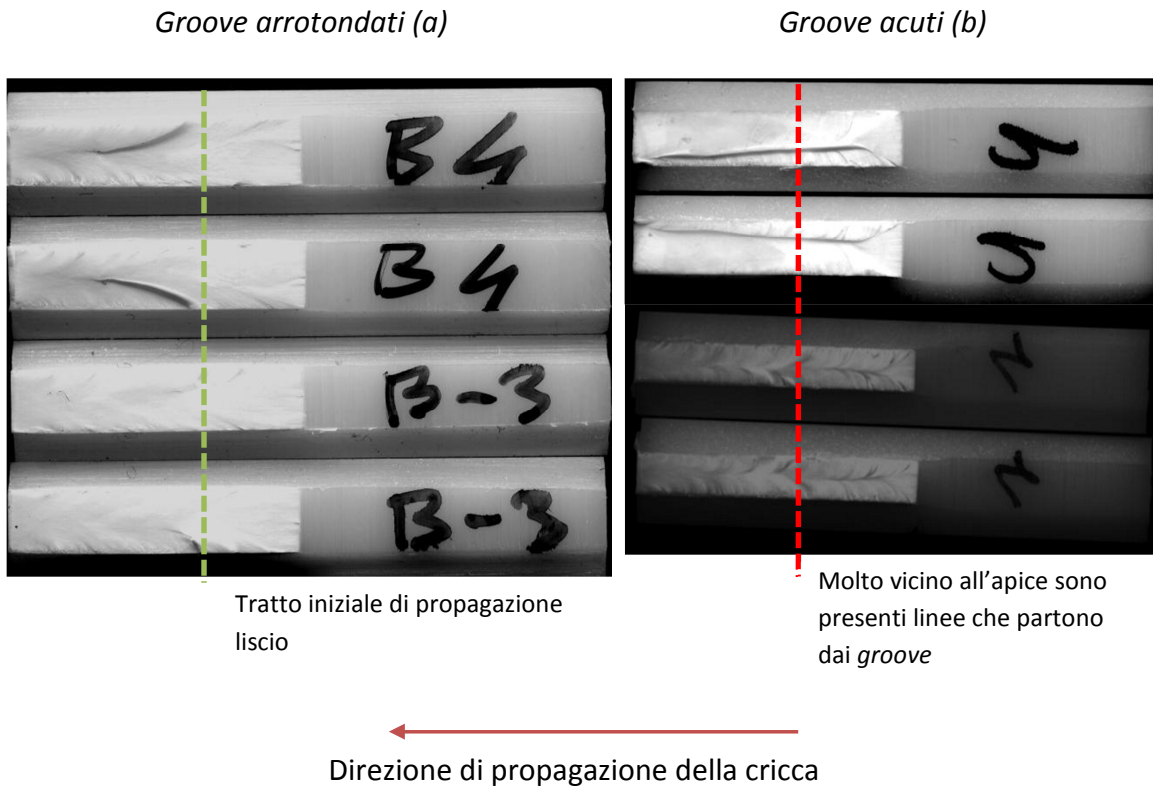 Groove arrotondati (a)
Groove acuti (b)
B 4
B 4
B-3
B-3
Tratto iniziale di propagazione
liscio
Molto vicino all’apice sono
presenti linee che partono
dai groove
Direzione di propagazione della cricca